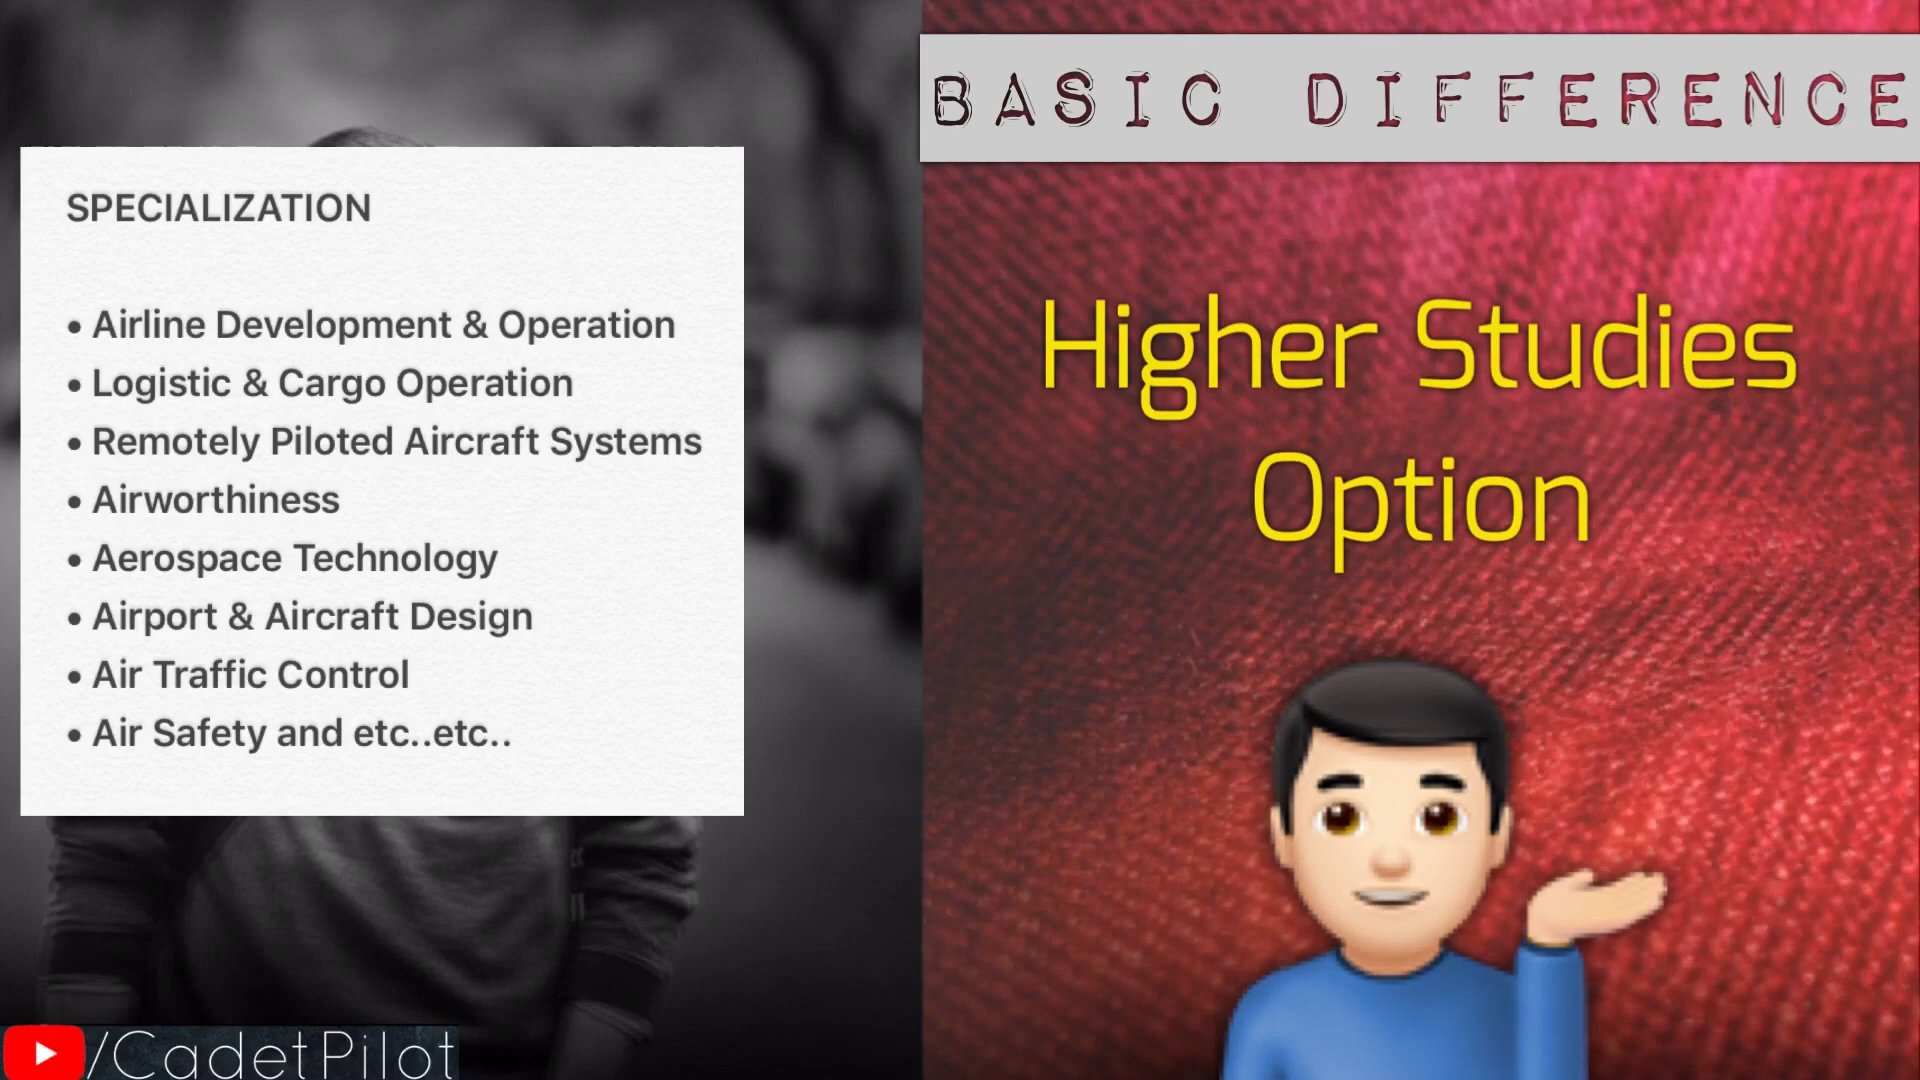 SPECIALIZATION
• Airline Development & Operation
• Logistic & Cargo Operation
• Remotely Piloted Aircraft Systems
• Airworthiness
• Aerospace Technology
• Airport & Aircraft Design
• Air Traffic Control
• Air Safety and etc..etc..
/CadetPilot
BASIC DIFFERENCE
Higher Studies
Option